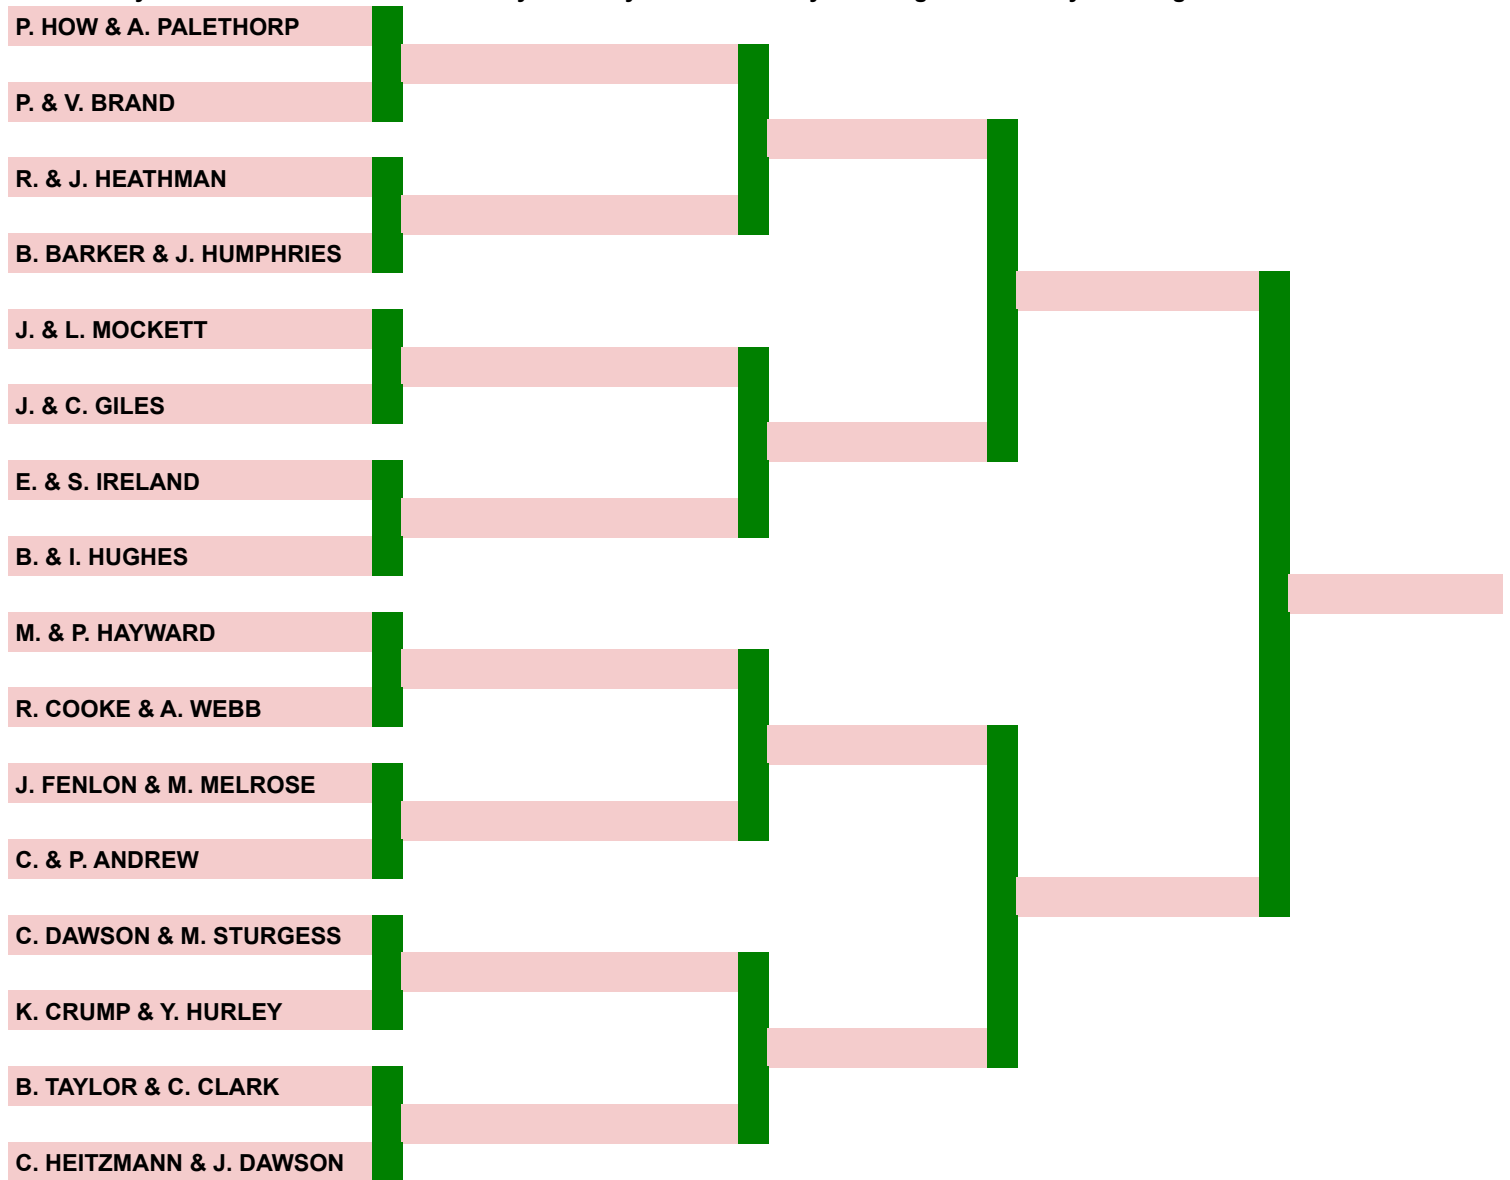 P. HOW & A. PALETHORP
P. & V. BRAND
R. & J. HEATHMAN
B. BARKER & J. HUMPHRIES
J. & L. MOCKETT
J. & C. GILES
E. & S. IRELAND
B. & I. HUGHES
M. & P. HAYWARD
R. COOKE & A. WEBB
J. FENLON & M. MELROSE
C. & P. ANDREW
C. DAWSON & M. STURGESS
K. CRUMP & Y. HURLEY
B. TAYLOR & C. CLARK
C. HEITZMANN & J. DAWSON